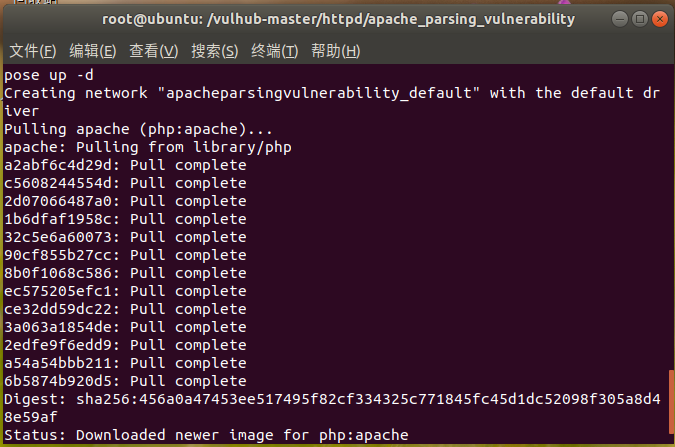 root@ubuntu: /vulhub-master/httpd/apache_parsing_vulnerability
文件(F) 编辑(E) 查看(V) 搜索(S) 终端(T) 帮助(H)
pose up -d
Creating network "apacheparsingvulnerability_default" with the default dr
iver
Pulling apache (php:apache)...
apache: Pulling from library/php
a2abf6c4d29d: Pull complete
c5608244554d: Pull complete
2d07066487a0: Pull complete
1b6dfaf1958c: Pull complete
32c5e6a60073: Pull complete
90cf855b27cc: Pull complete
8b0f1068c586: Pull complete
ec575205efc1: Pull complete
ce32dd59dc22: Pull complete
3a063a1854de: Pull complete
2edfe9f6edd9: Pull complete
a54a54bbb211: Pull complete
6b5874b920d5: Pull complete
Digest: sha256:456a0a47453ee517495f82cf334325c771845fc45d1dc52098f305a8d4
8e59af
Status: Downloaded newer image for php:apache